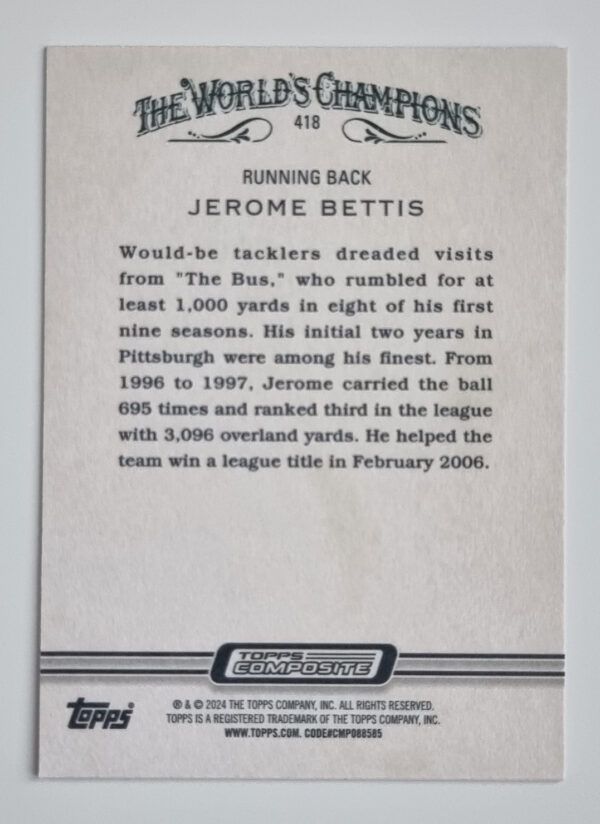 THE WORLD'S CHAMPIONS
418
RUNNING BACK
JEROME BETTIS
Would-be tacklers dreaded visits
from "The Bus," who rumbled for at
least 1,000 yards in eight of his first
nine seasons. His initial two years in
Pittsburgh were among his finest. From
1996 to 1997, Jerome carried the ball
695 times and ranked third in the league
with 3,096 overland yards. He helped the
team win a league title in February 2006.
TOPPS
COMPOSITE
topps®
® & © 2024 THE TOPPS COMPANY, INC. ALL RIGHTS RESERVED.
TOPPS IS A REGISTERED TRADEMARK OF THE TOPPS COMPANY, INC.
WWW.TOPPS.COM. CODE#CMP088585